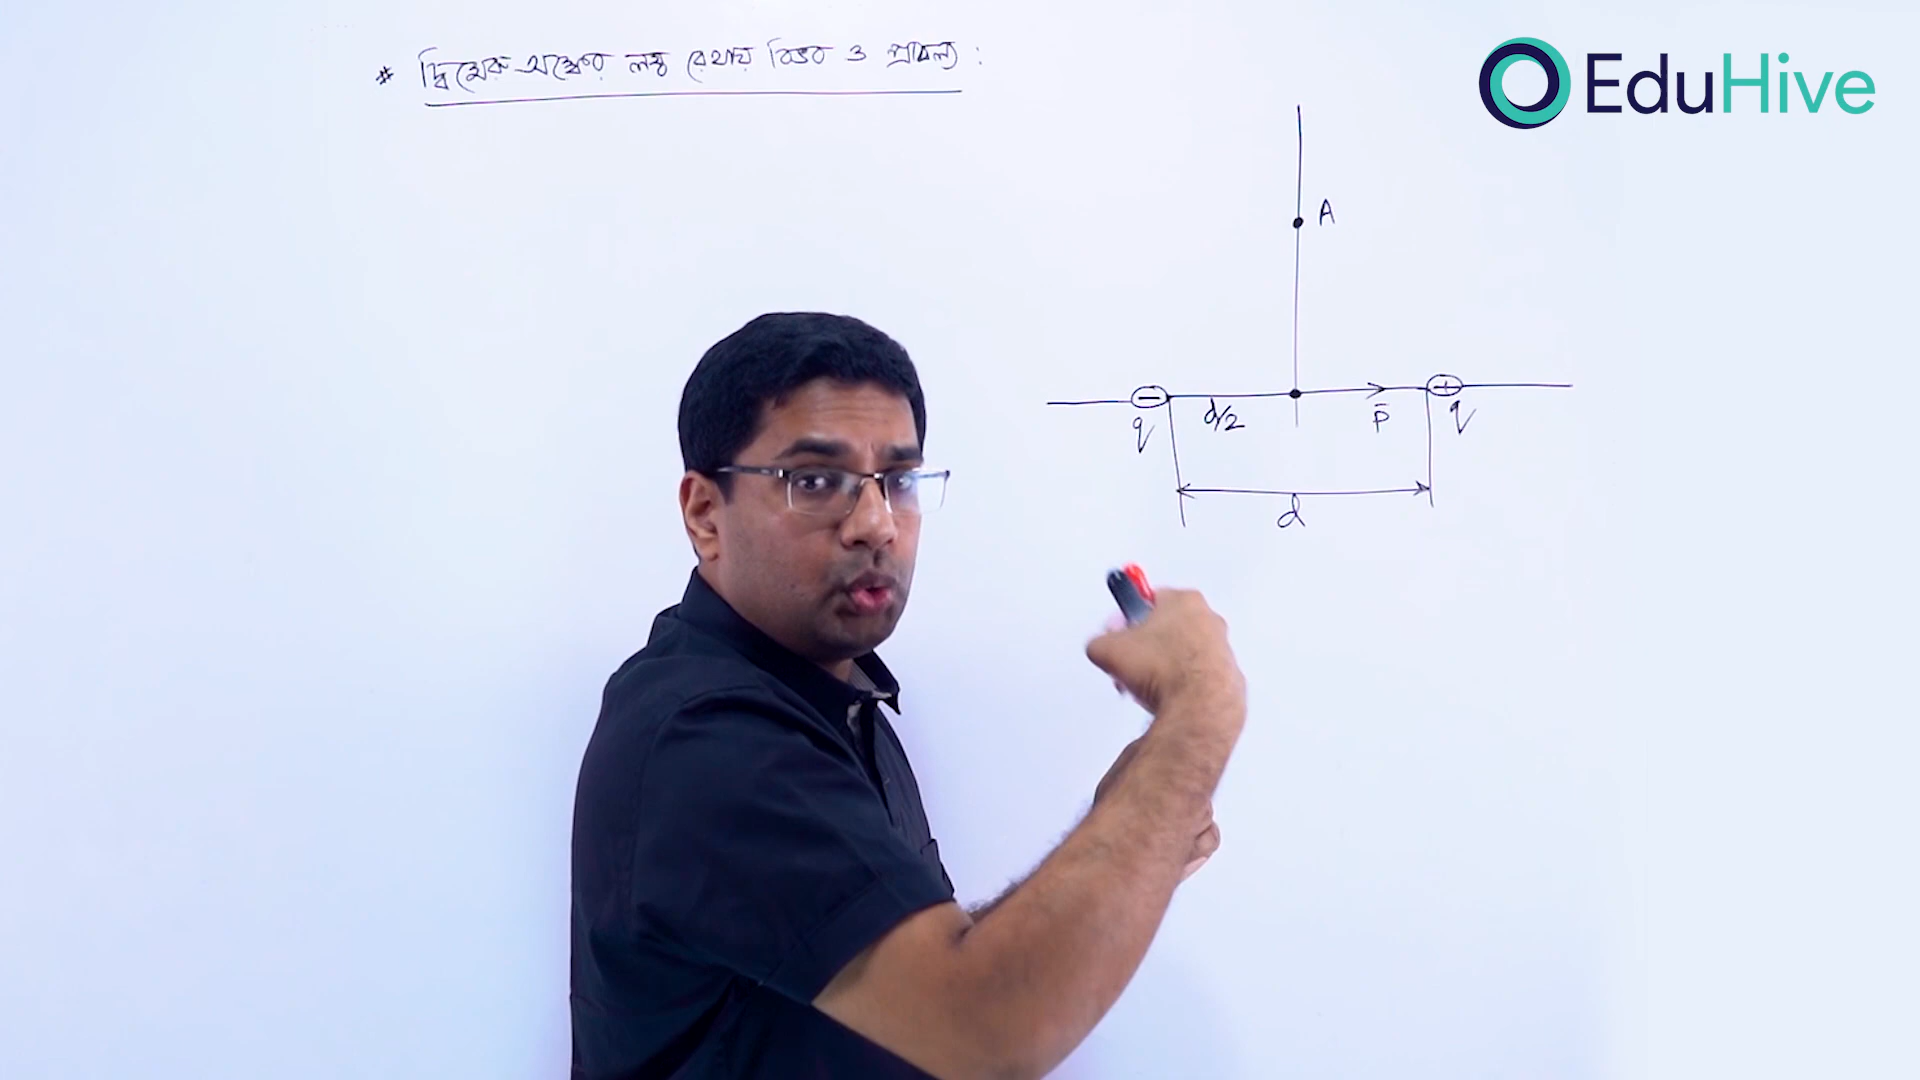 * দ্বিমেরু অক্ষের লম্ব রেখায় বিভব ও প্রাবল্য :
EduHive
A
− +
q d/2 p̄ q
d